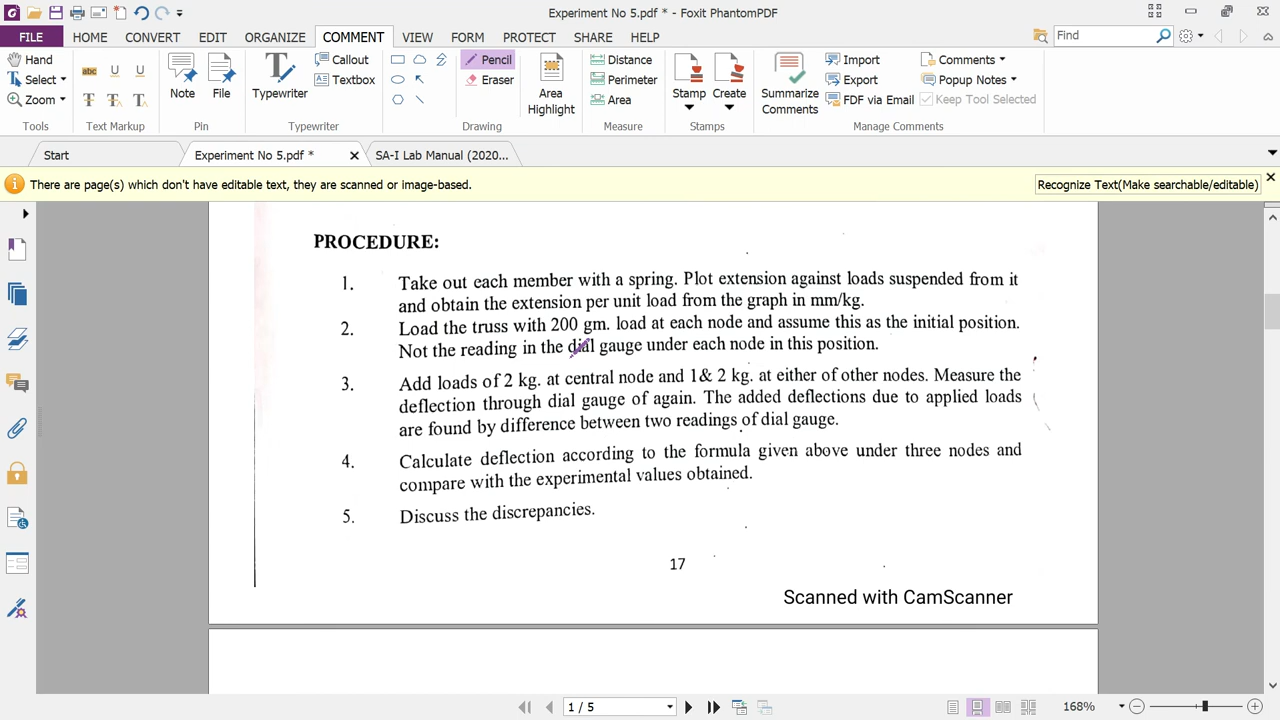 Experiment No 5.pdf * - Foxit PhantomPDF
FILE HOME CONVERT EDIT ORGANIZE COMMENT VIEW FORM PROTECT SHARE HELP Find
Hand
Select
Zoom
Tools
abc U U
T T T
Text Markup
Note File
Pin
Typewriter
Callout
Textbox
Typewriter
Pencil
Eraser
Area Highlight
Drawing
Distance
Perimeter
Area
Measure
Stamp Create
Stamps
Summarize Comments
Import
Export
FDF via Email
Comments
Popup Notes
Keep Tool Selected
Manage Comments
Start Experiment No 5.pdf * SA-I Lab Manual (2020...
There are page(s) which don't have editable text, they are scanned or image-based. Recognize Text(Make searchable/editable)
PROCEDURE:
1. Take out each member with a spring. Plot extension against loads suspended from it
and obtain the extension per unit load from the graph in mm/kg.
2. Load the truss with 200 gm. load at each node and assume this as the initial position.
Not the reading in the dial gauge under each node in this position.
3. Add loads of 2 kg. at central node and 1& 2 kg. at either of other nodes. Measure the
deflection through dial gauge of again. The added deflections due to applied loads
are found by difference between two readings of dial gauge.
4. Calculate deflection according to the formula given above under three nodes and
compare with the experimental values obtained.
5. Discuss the discrepancies.
17
Scanned with CamScanner
1 / 5
168%